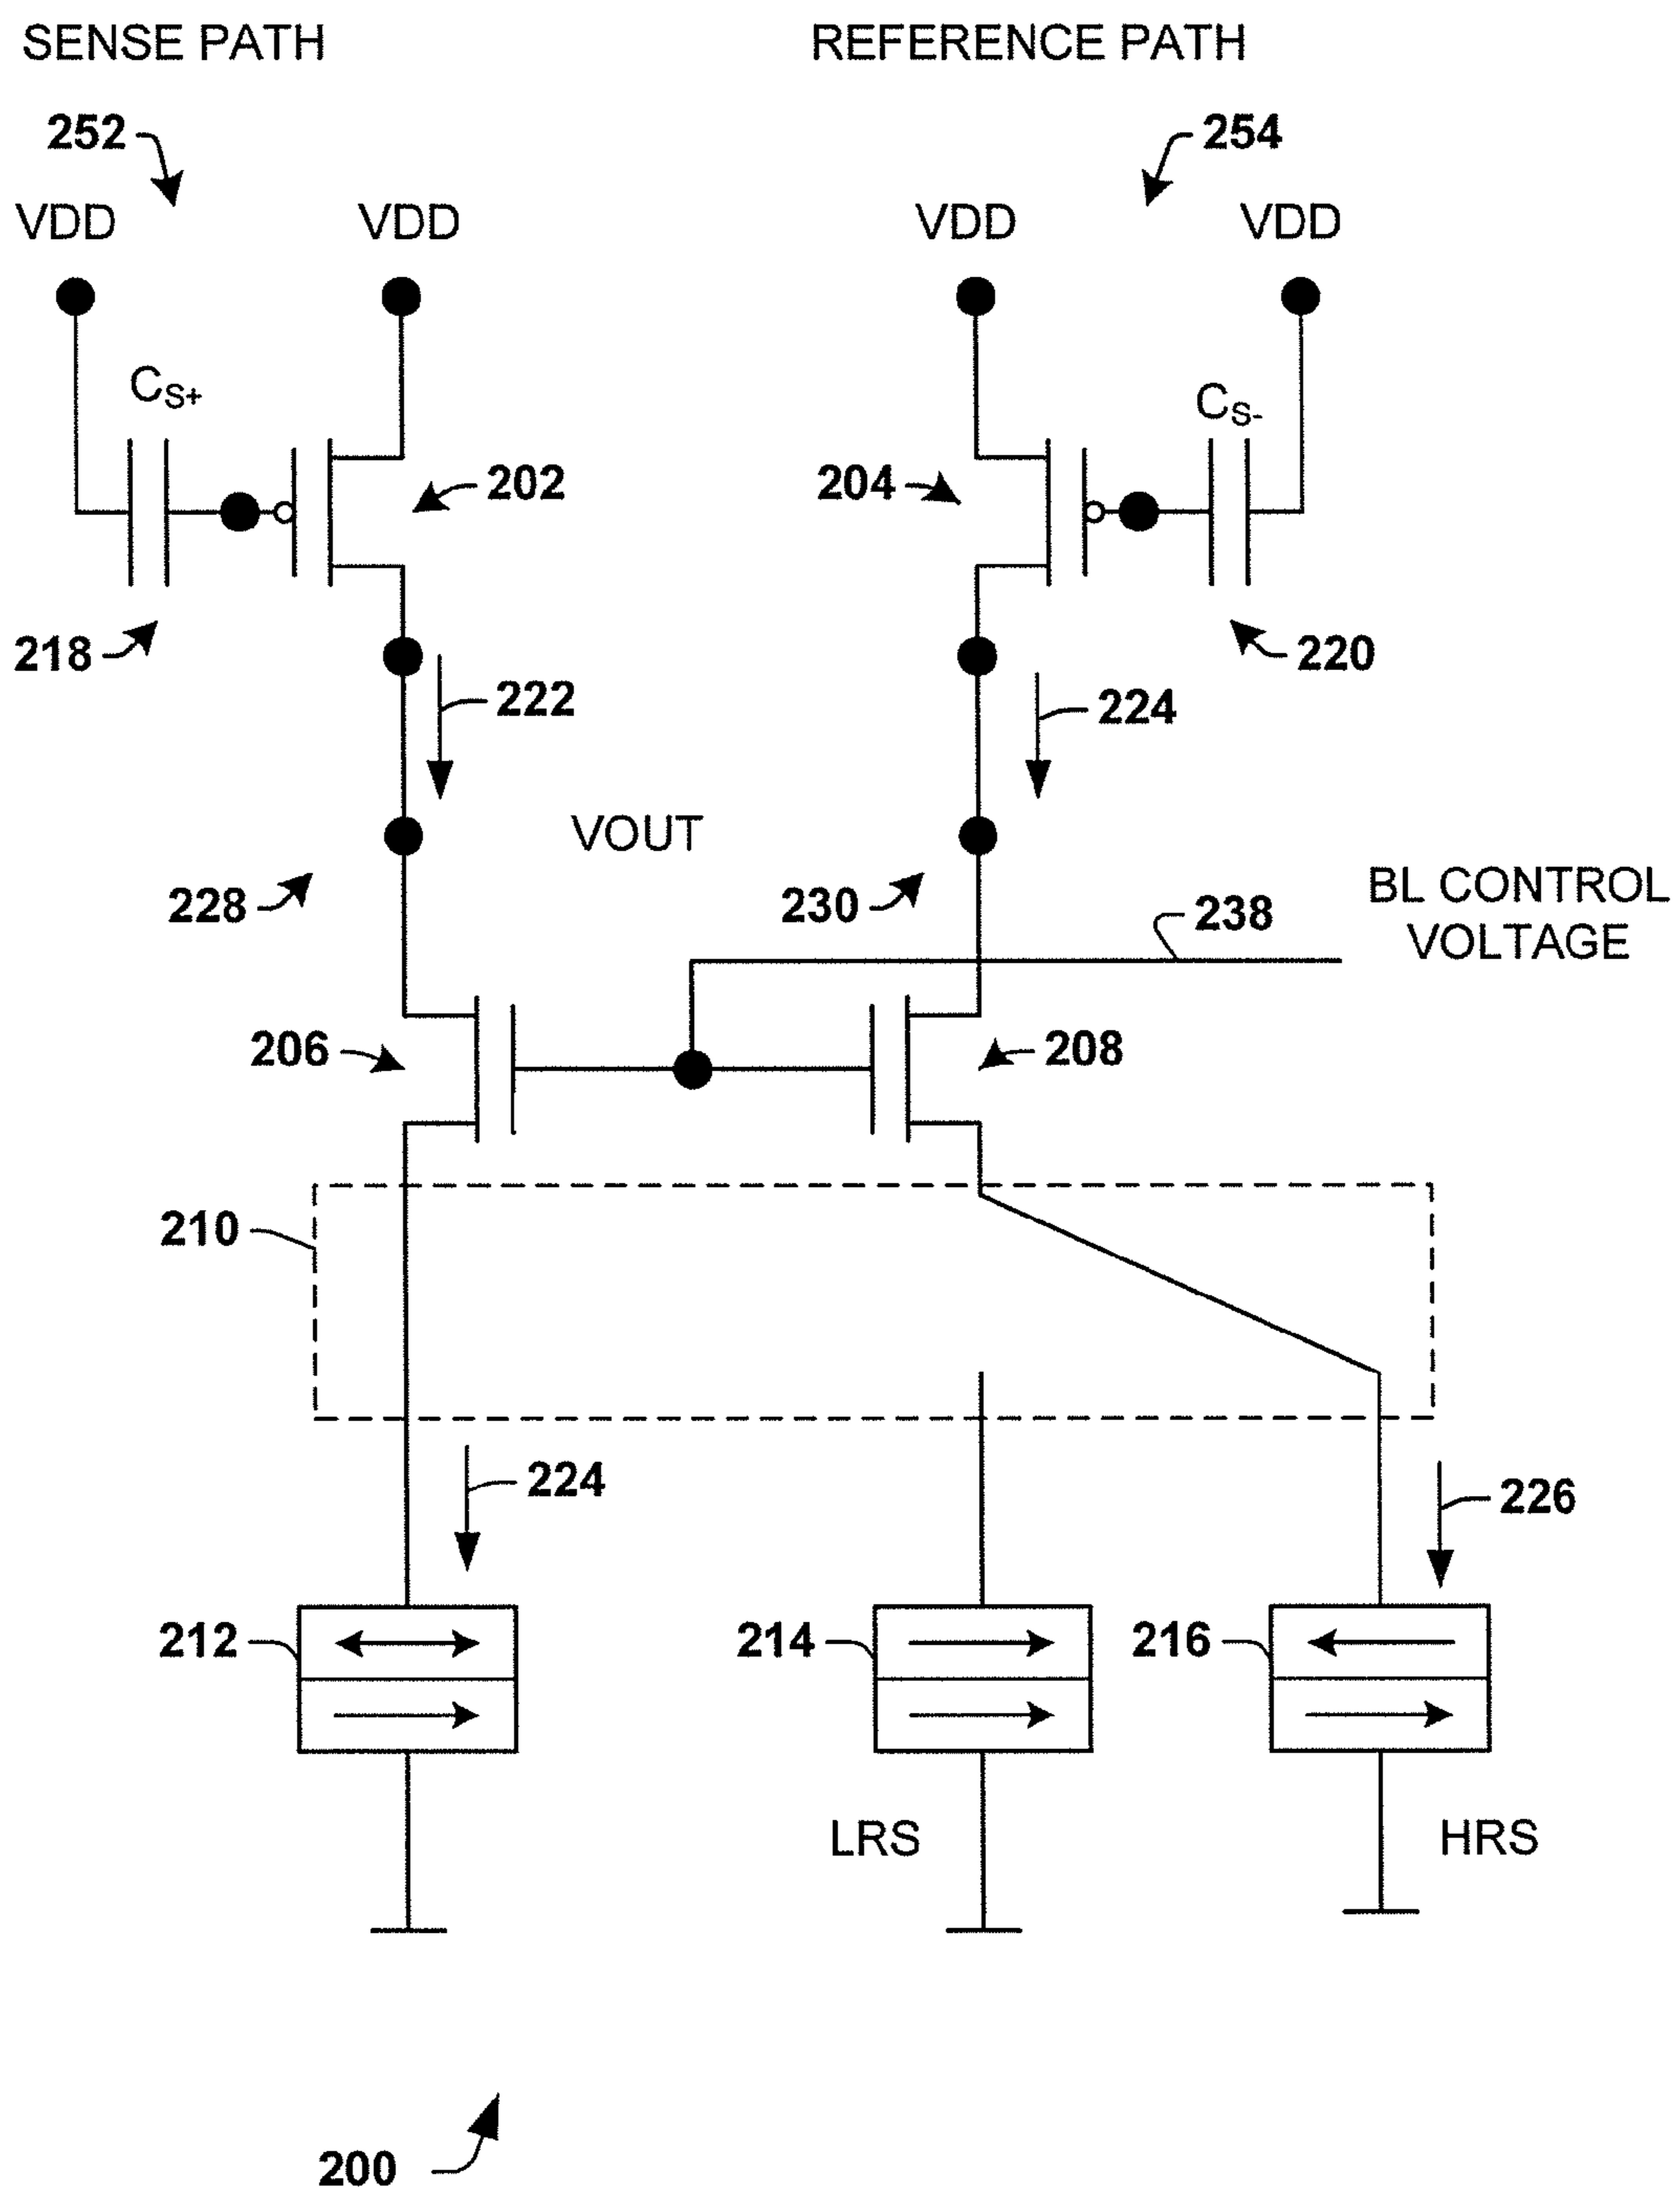 SENSE PATH
REFERENCE PATH
252
254
VDD
VDD
VDD
VDD
CS+
CS-
202
204
218
220
222
224
VOUT
228
230
238
BL CONTROL
VOLTAGE
206
208
210
224
226
212
214
216
LRS
HRS
200